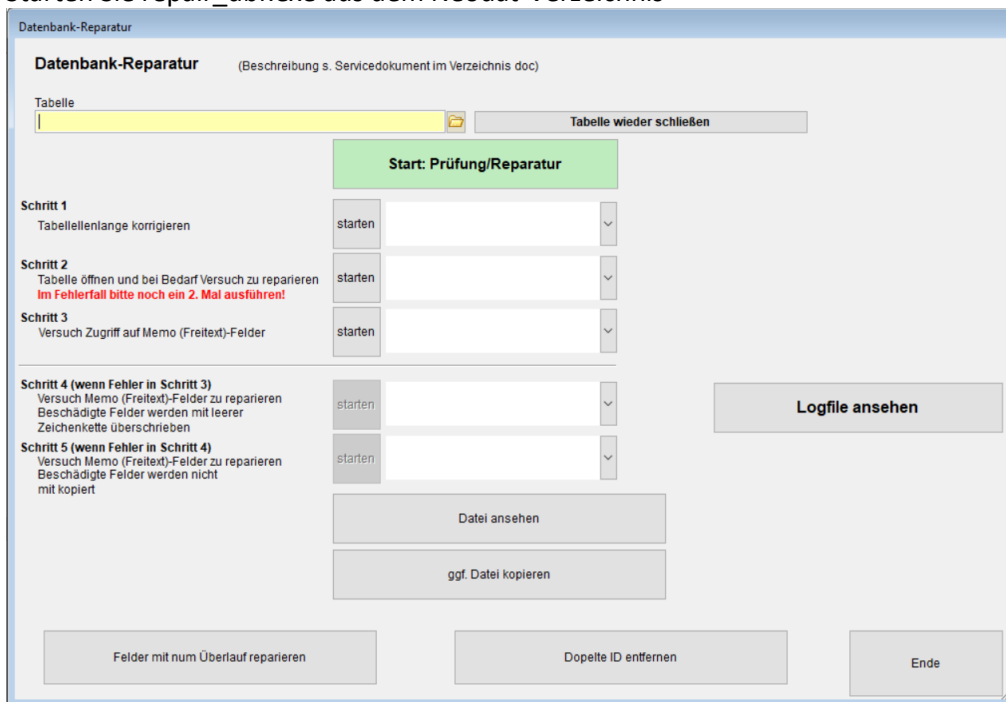 Datenbank-Reparatur
Datenbank-Reparatur (Beschreibung s. Servicedokument im Verzeichnis doc)
Tabelle
Tabelle wieder schließen
Start: Prüfung/Reparatur
Schritt 1
Tabellellenlange korrigieren
starten
Schritt 2
Tabelle öffnen und bei Bedarf Versuch zu reparieren
Im Fehlerfall bitte noch ein 2. Mal ausführen!
starten
Schritt 3
Versuch Zugriff auf Memo (Freitext)-Felder
starten
Schritt 4 (wenn Fehler in Schritt 3)
Versuch Memo (Freitext)-Felder zu reparieren
Beschädigte Felder werden mit leerer
Zeichenkette überschrieben
starten
Logfile ansehen
Schritt 5 (wenn Fehler in Schritt 4)
Versuch Memo (Freitext)-Felder zu reparieren
Beschädigte Felder werden nicht
mit kopiert
starten
Datei ansehen
ggf. Datei kopieren
Felder mit num Überlauf reparieren
Dopelte ID entfernen
Ende